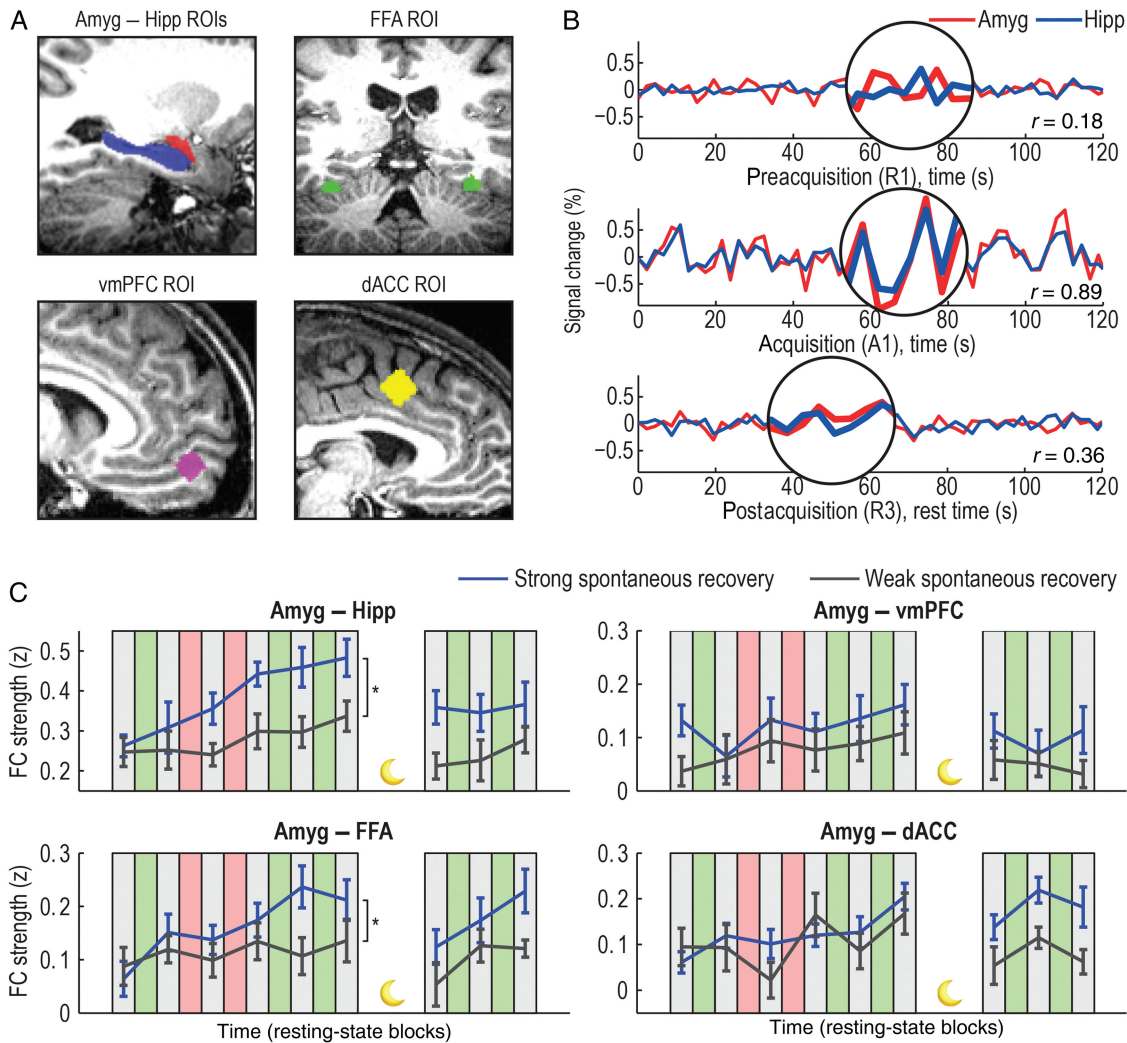 A
Amyg – Hipp ROIs
FFA ROI
vmPFC ROI
dACC ROI
B
Amyg
Hipp
Signal change (%)
0.5
0
−0.5
r = 0.18
0 20 40 60 80 100 120
Preacquisition (R1), time (s)
0.5
0
−0.5
r = 0.89
0 20 40 60 80 100 120
Acquisition (A1), time (s)
0.5
0
−0.5
r = 0.36
0 20 40 60 80 100 120
Postacquisition (R3), rest time (s)
C
Strong spontaneous recovery
Weak spontaneous recovery
Amyg – Hipp
FC strength (z)
0.5
0.4
0.3
0.2
*
Amyg – vmPFC
0.3
0.2
0.1
0
Amyg – FFA
FC strength (z)
0.3
0.2
0.1
0
*
Amyg – dACC
0.3
0.2
0.1
0
Time (resting-state blocks)
Time (resting-state blocks)